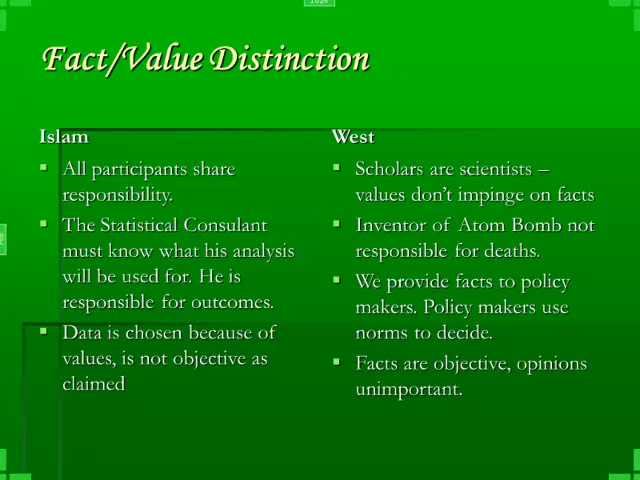 1024
Fact/Value Distinction
Islam
All participants share
responsibility.
The Statistical Consulant
must know what his analysis
will be used for. He is
responsible for outcomes.
Data is chosen because of
values, is not objective as
claimed
West
Scholars are scientists –
values don't impinge on facts
Inventor of Atom Bomb not
responsible for deaths.
We provide facts to policy
makers. Policy makers use
norms to decide.
Facts are objective, opinions
unimportant.